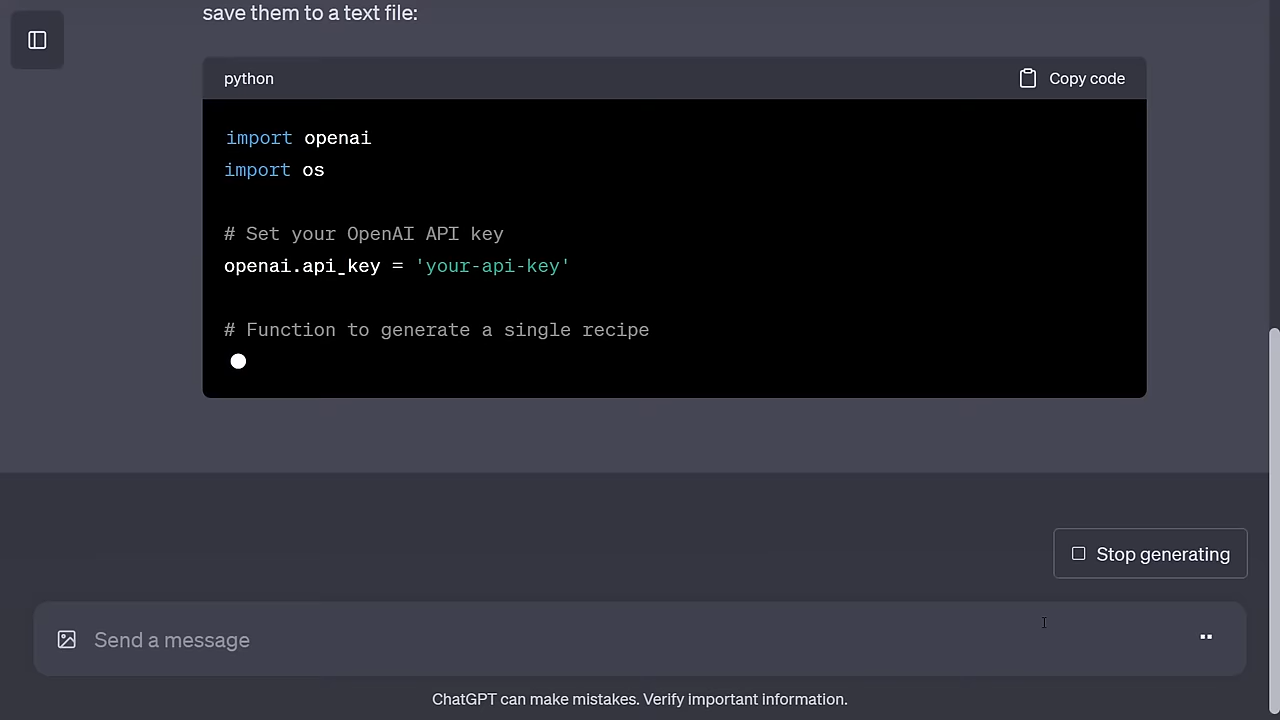 save them to a text file:
python
Copy code
import openai
import os
# Set your OpenAI API key
openai.api_key = 'your-api-key'
# Function to generate a single recipe
Stop generating
Send a message
ChatGPT can make mistakes. Verify important information.